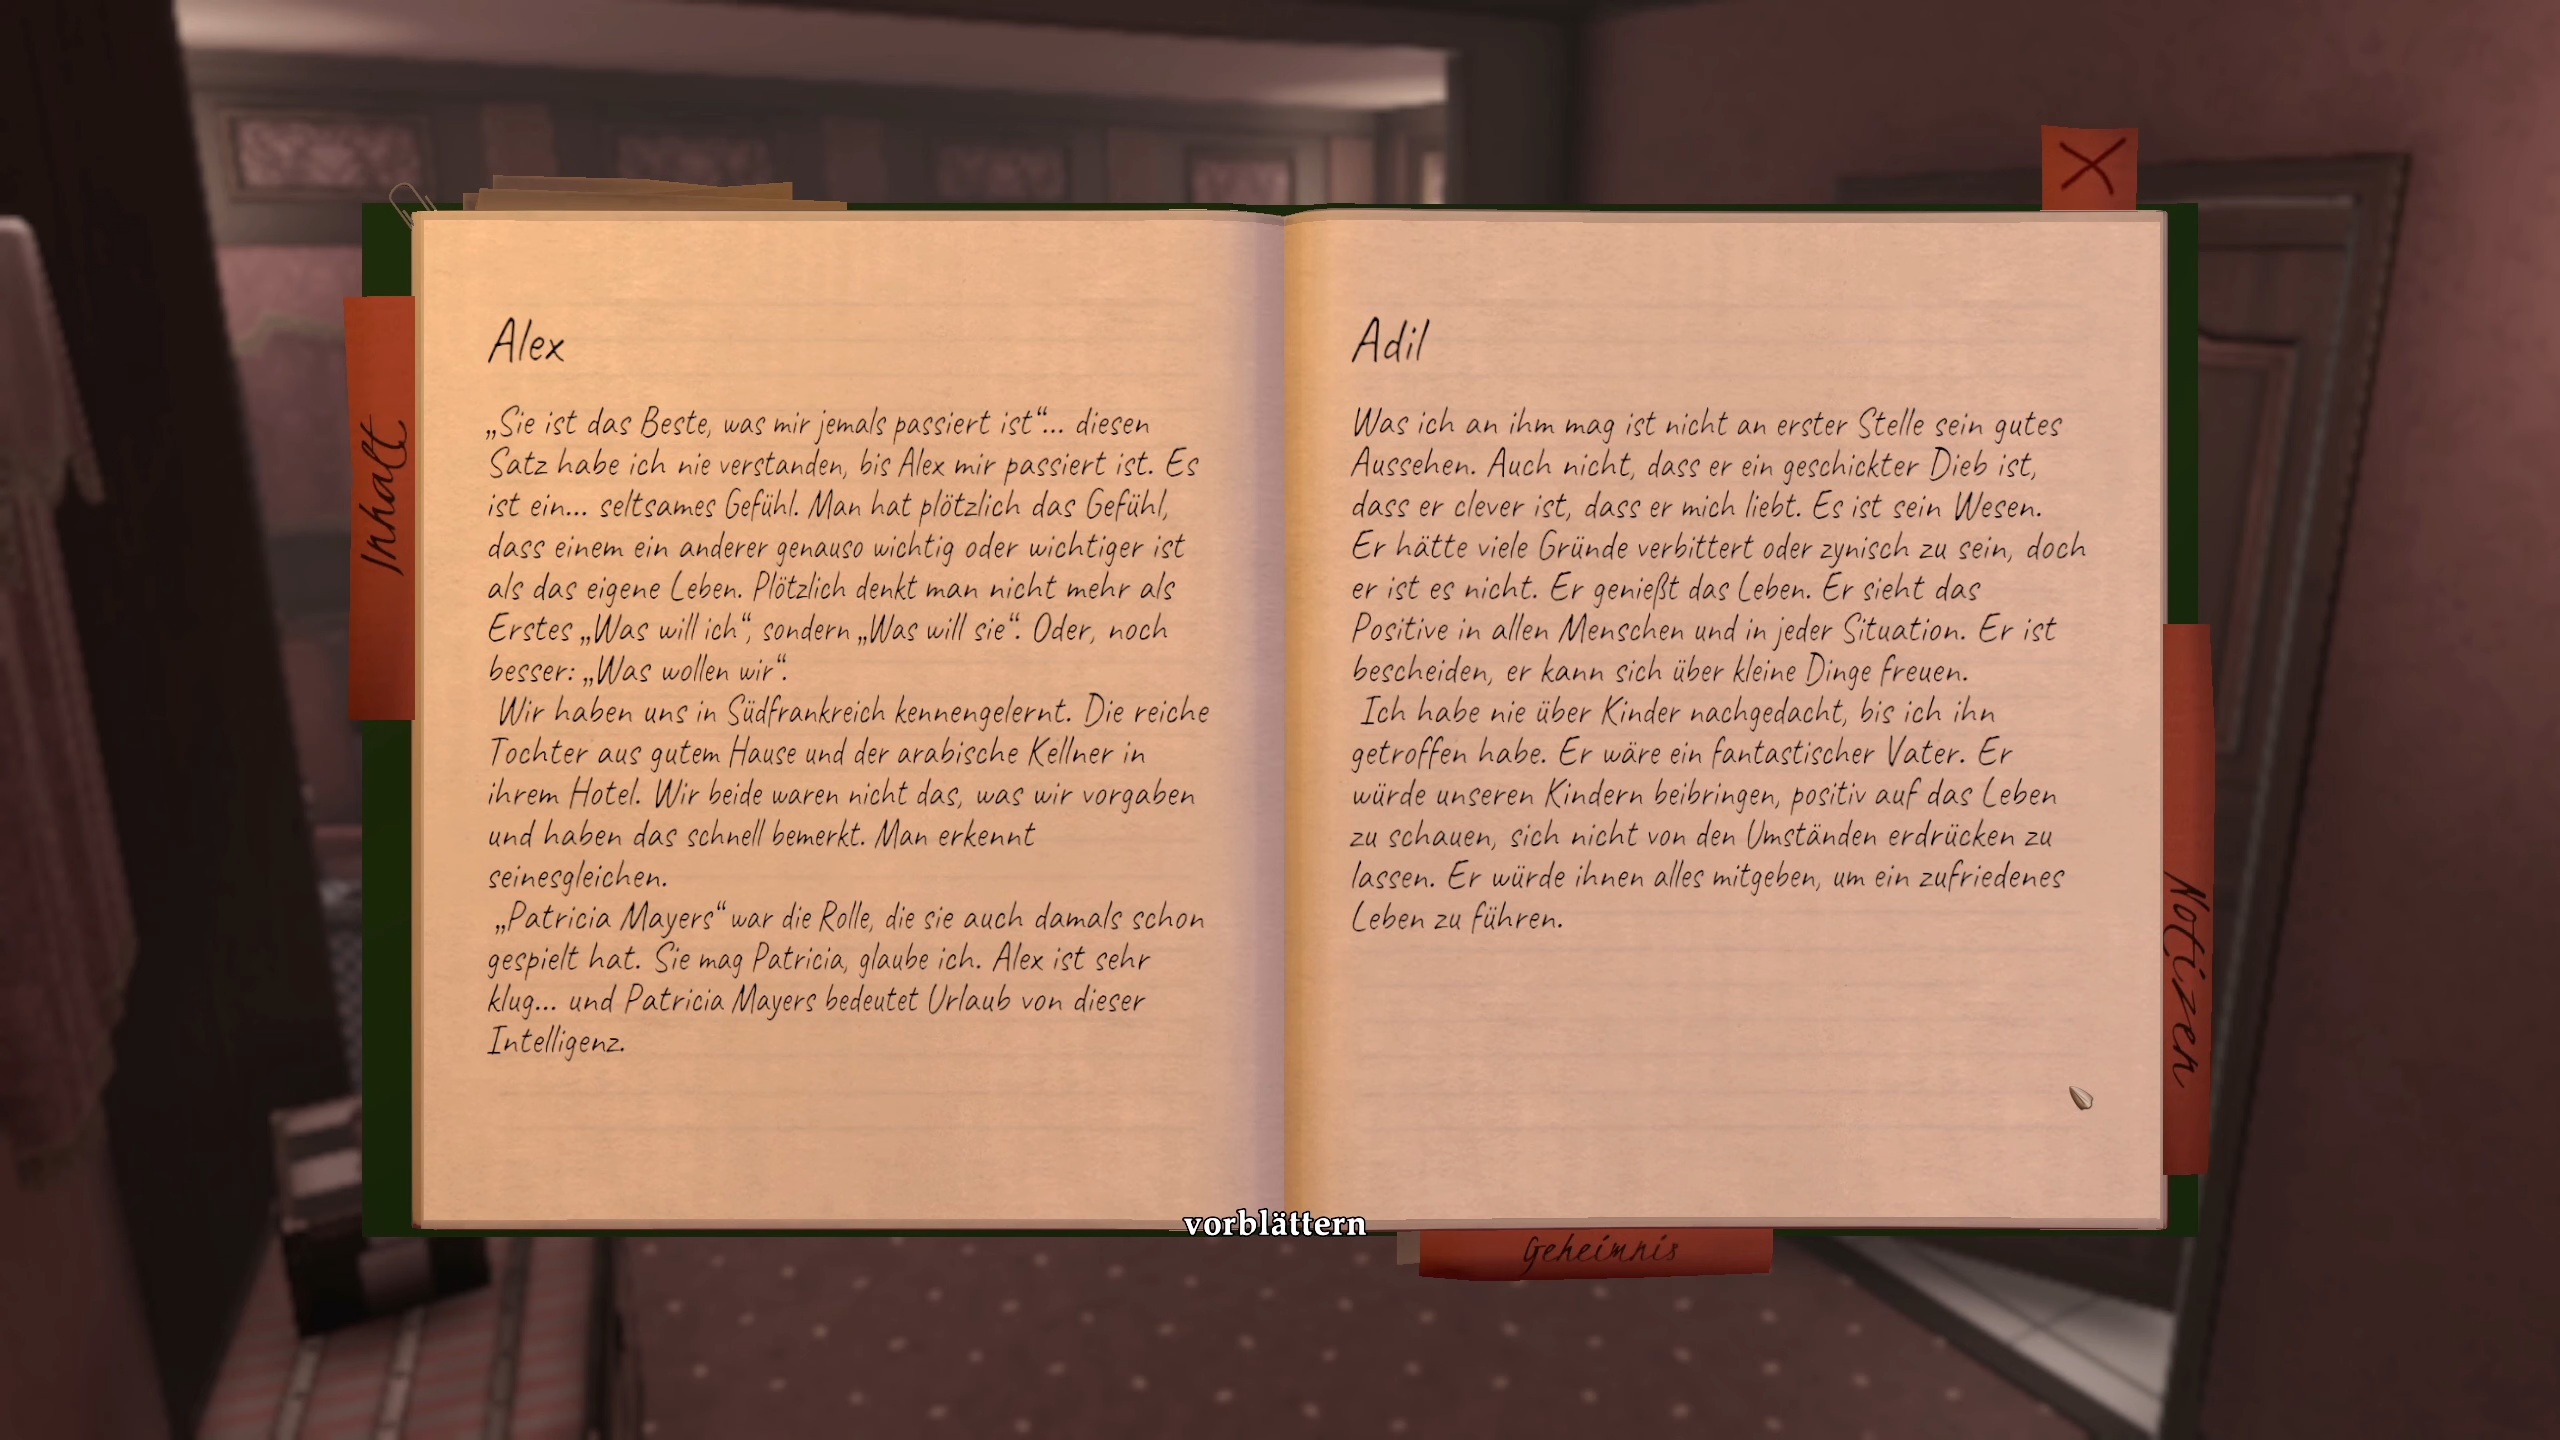 Alex
„Sie ist das Beste, was mir jemals passiert ist“... diesen
Satz habe ich nie verstanden, bis Alex mir passiert ist. Es
ist ein... seltsames Gefühl. Man hat plötzlich das Gefühl,
dass einem ein anderer genauso wichtig oder wichtiger ist
als das eigene Leben. Plötzlich denkt man nicht mehr als
Erstes „Was will ich“, sondern „Was will sie“. Oder, noch
besser: „Was wollen wir“.
Wir haben uns in Südfrankreich kennengelernt. Die reiche
Tochter aus gutem Hause und der arabische Kellner in
ihrem Hotel. Wir beide waren nicht das, was wir vorgaben
und haben das schnell bemerkt. Man erkennt
seinesgleichen.
„Patricia Mayers“ war die Rolle, die sie auch damals schon
gespielt hat. Sie mag Patricia, glaube ich. Alex ist sehr
klug... und Patricia Mayers bedeutet Urlaub von dieser
Intelligenz.
Adil
Was ich an ihm mag ist nicht an erster Stelle sein gutes
Aussehen. Auch nicht, dass er ein geschickter Dieb ist,
dass er clever ist, dass er mich liebt. Es ist sein Wesen.
Er hätte viele Gründe verbittert oder zynisch zu sein, doch
er ist es nicht. Er genießt das Leben. Er sieht das
Positive in allen Menschen und in jeder Situation. Er ist
bescheiden, er kann sich über kleine Dinge freuen.
Ich habe nie über Kinder nachgedacht, bis ich ihn
getroffen habe. Er wäre ein fantastischer Vater. Er
würde unseren Kindern beibringen, positiv auf das Leben
zu schauen, sich nicht von den Umständen erdrücken zu
lassen. Er würde ihnen alles mitgeben, um ein zufriedenes
Leben zu führen.
Inhalt
Notizen
vorblättern
Geheimnis